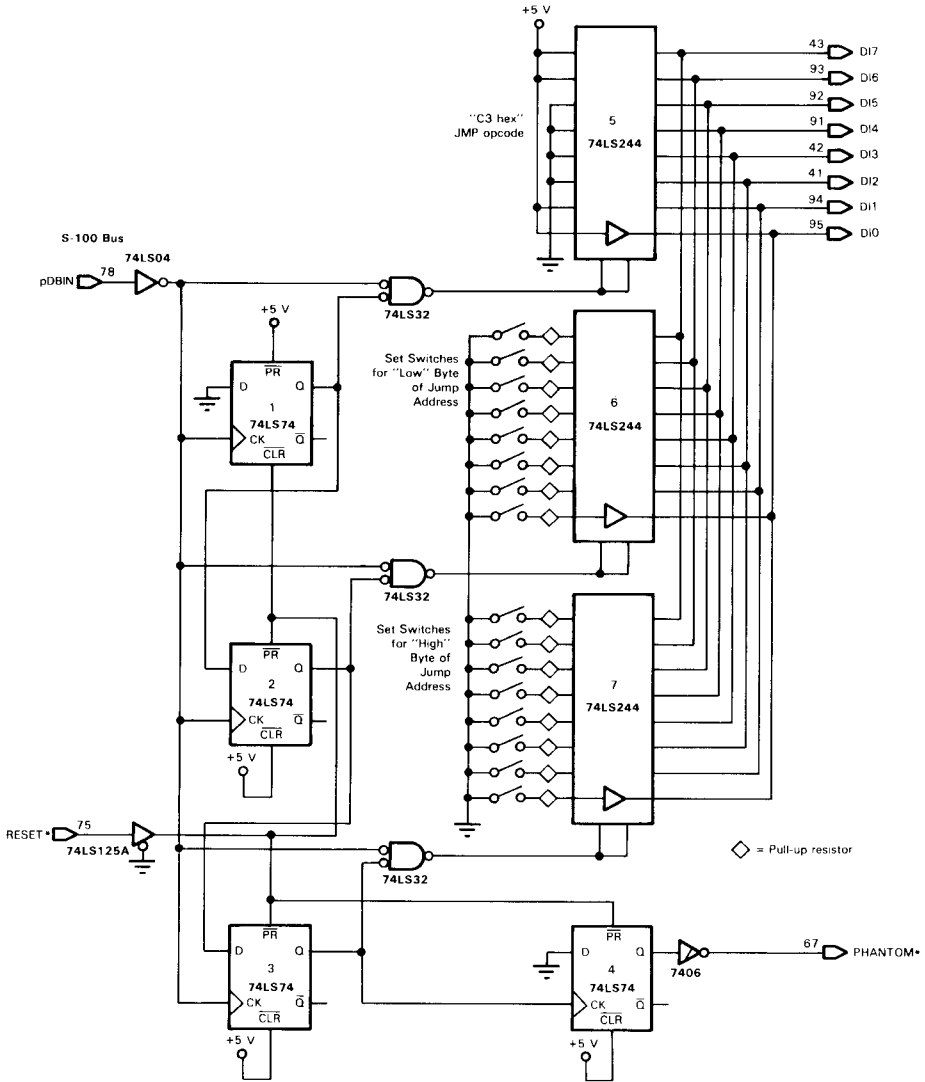 +5 V
43 DI7
93 DI6
92 DI5
91 DI4
42 DI3
41 DI2
94 DI1
95 DI0
"C3 hex"
JMP opcode
5
74LS244
S-100 Bus
74LS04
pDBIN 78
74LS32
+5 V
PR
D Q
1
74LS74
CK Q
CLR
Set Switches
for "Low" Byte
of Jump
Address
6
74LS244
74LS32
PR
D Q
2
74LS74
CK Q
CLR
+5 V
Set Switches
for "High"
Byte of
Jump
Address
7
74LS244
RESET* 75
74LS125A
74LS32
= Pull-up resistor
PR
D Q
3
74LS74
CK Q
CLR
+5 V
PR
D Q
4
74LS74
CK Q
CLR
+5 V
7406
67 PHANTOM*